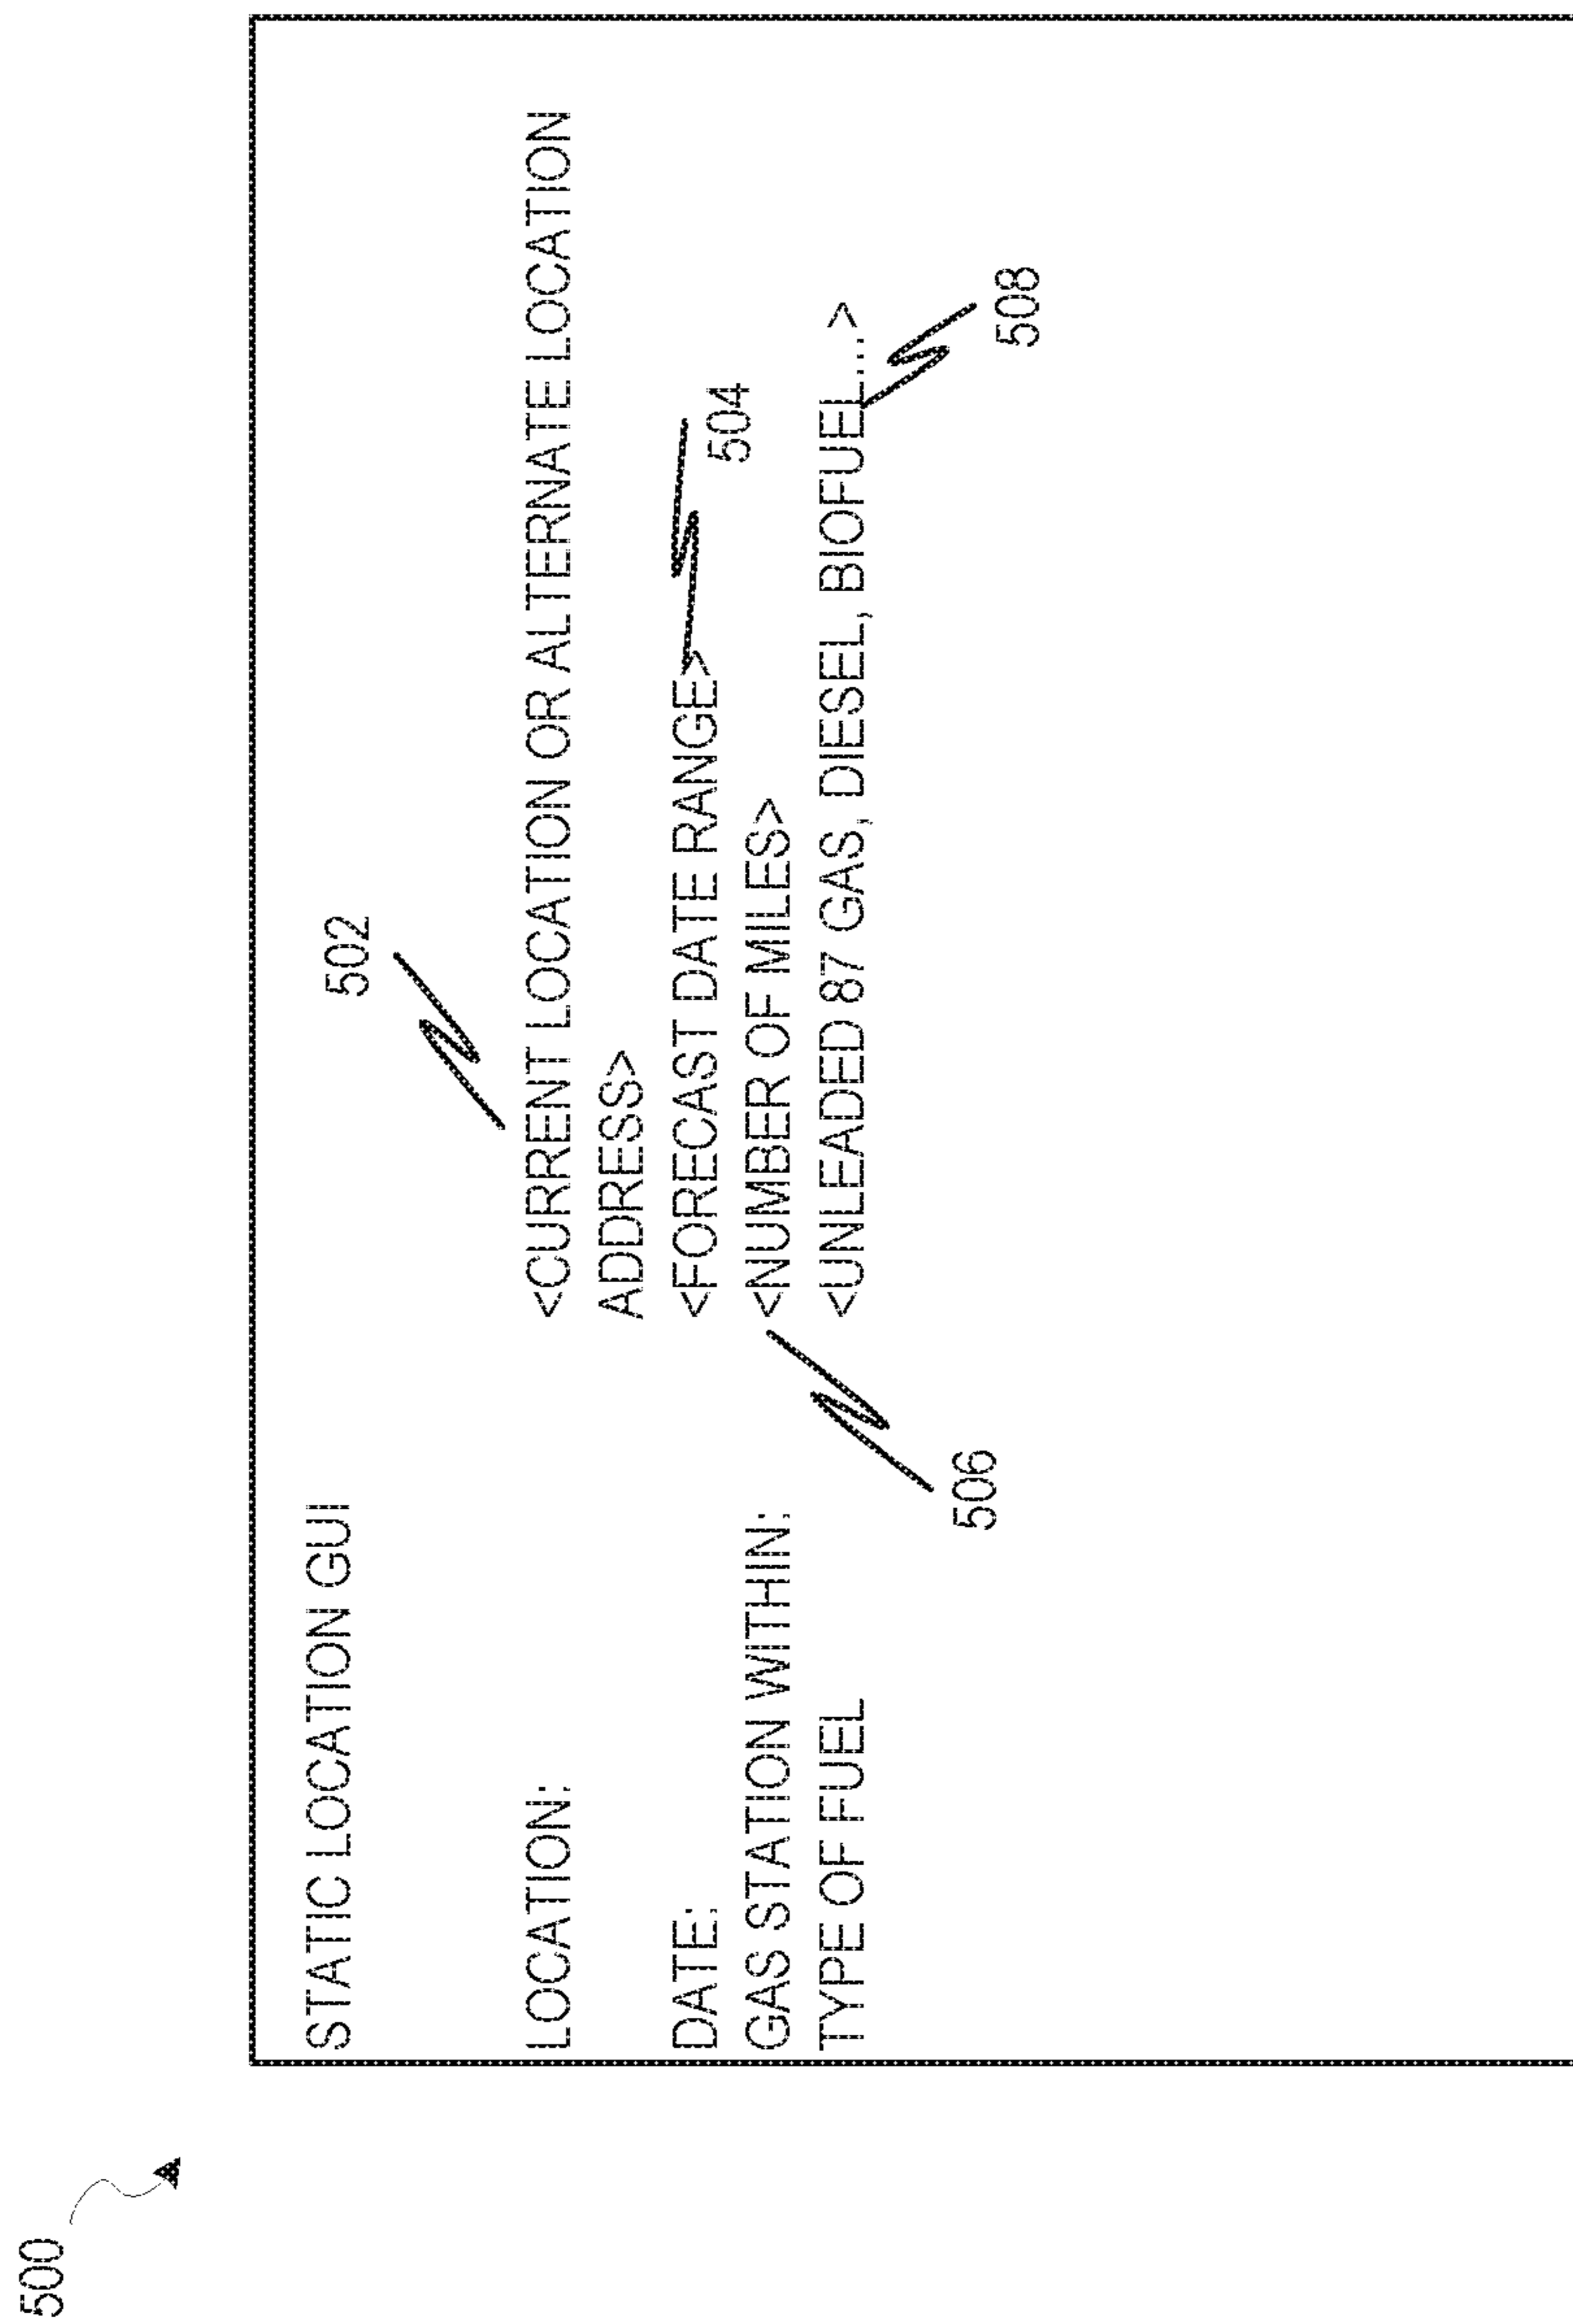 500
STATIC LOCATION GUI
502
LOCATION: <CURRENT LOCATION OR ALTERNATE LOCATION
ADDRESS>
DATE: <FORECAST DATE RANGE>
504
GAS STATION WITHIN: <NUMBER OF MILES>
TYPE OF FUEL <UNLEADED 87 GAS, DIESEL, BIOFUEL...>
506
508